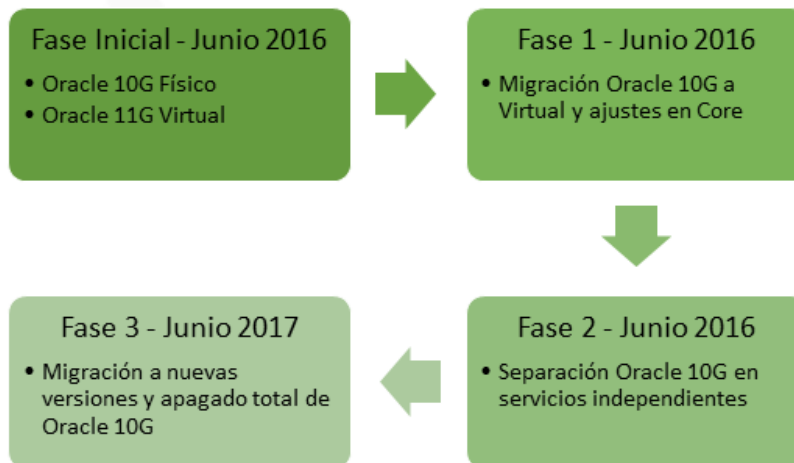 Fase Inicial - Junio 2016
• Oracle 10G Físico
• Oracle 11G Virtual
Fase 1 - Junio 2016
• Migración Oracle 10G a
Virtual y ajustes en Core
Fase 2 - Junio 2016
• Separación Oracle 10G en
servicios independientes
Fase 3 - Junio 2017
• Migración a nuevas
versiones y apagado total de
Oracle 10G